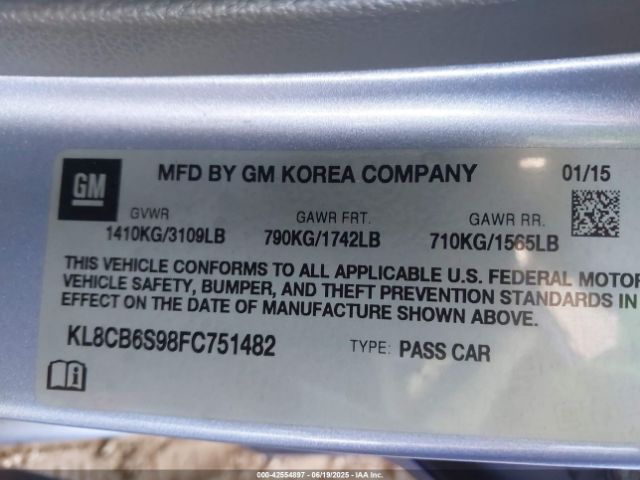 GM MFD BY GM KOREA COMPANY 01/15
GVWR GAWR FRT. GAWR RR.
1410KG/3109LB 790KG/1742LB 710KG/1565LB
THIS VEHICLE CONFORMS TO ALL APPLICABLE U.S. FEDERAL MOTOR
VEHICLE SAFETY, BUMPER, AND THEFT PREVENTION STANDARDS IN
EFFECT ON THE DATE OF MANUFACTURE SHOWN ABOVE.
KL8CB6S98FC751482 TYPE: PASS CAR
000-42554897 - 06/19/2025 - IAAI.COM